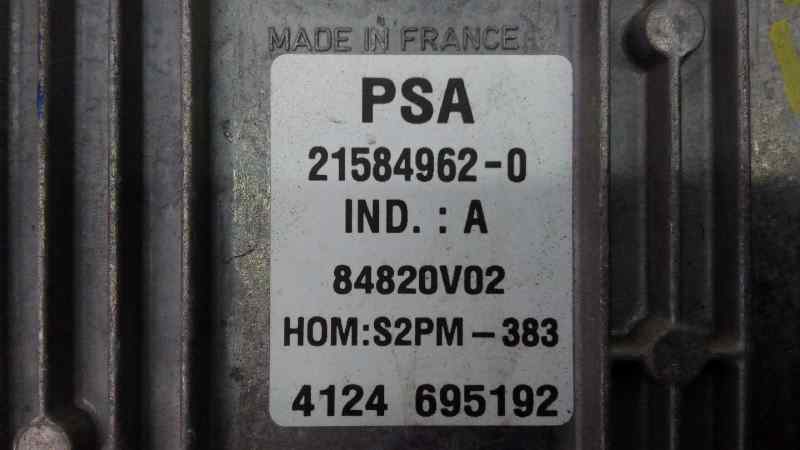 MADE IN FRANCE
PSA
21584962-0
IND. : A
84820V02
HOM:S2PM-383
4124 695192